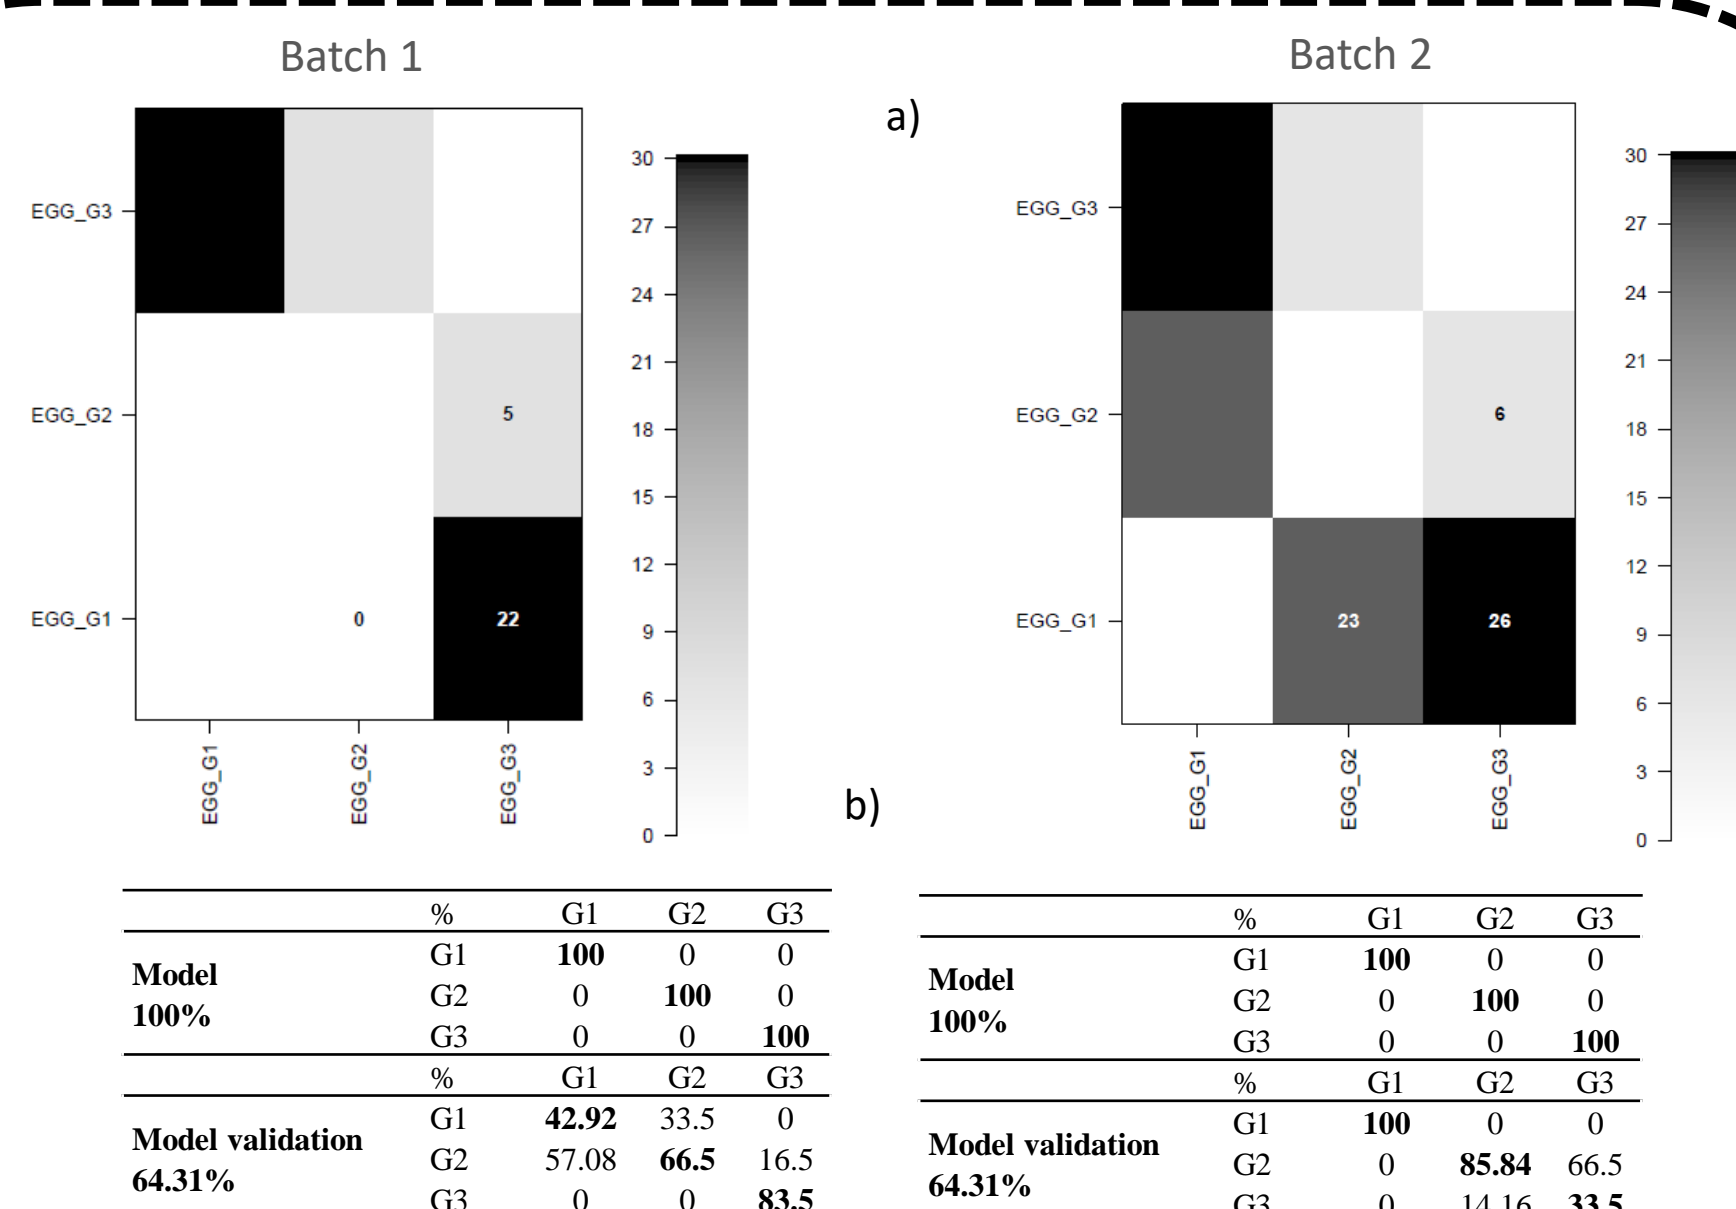 Batch 1
Batch 2
a)
EGG_G3
EGG_G2
EGG_G1
5
0
22
EGG_G1
EGG_G2
EGG_G3
30
27
24
21
18
15
12
9
6
3
0
EGG_G3
EGG_G2
EGG_G1
6
23
26
EGG_G1
EGG_G2
EGG_G3
30
27
24
21
18
15
12
9
6
3
0
b)
% G1 G2 G3
Model
100%
G1 100 0 0
G2 0 100 0
G3 0 0 100
% G1 G2 G3
Model validation
64.31%
G1 42.92 33.5 0
G2 57.08 66.5 16.5
G3 0 0 83.5
% G1 G2 G3
Model
100%
G1 100 0 0
G2 0 100 0
G3 0 0 100
% G1 G2 G3
Model validation
64.31%
G1 100 0 0
G2 0 85.84 66.5
G3 0 14.16 33.5